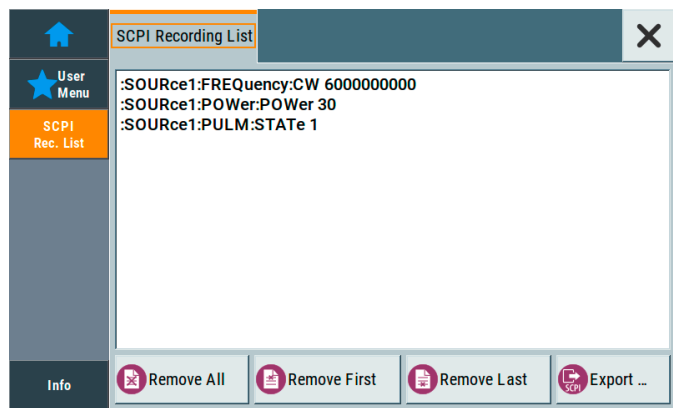 SCPI Recording List
User
Menu
SCPI
Rec. List
:SOURce1:FREQuency:CW 6000000000
:SOURce1:POWer:POWer 30
:SOURce1:PULM:STATe 1
Info
Remove All
Remove First
Remove Last
SCPI
Export ...